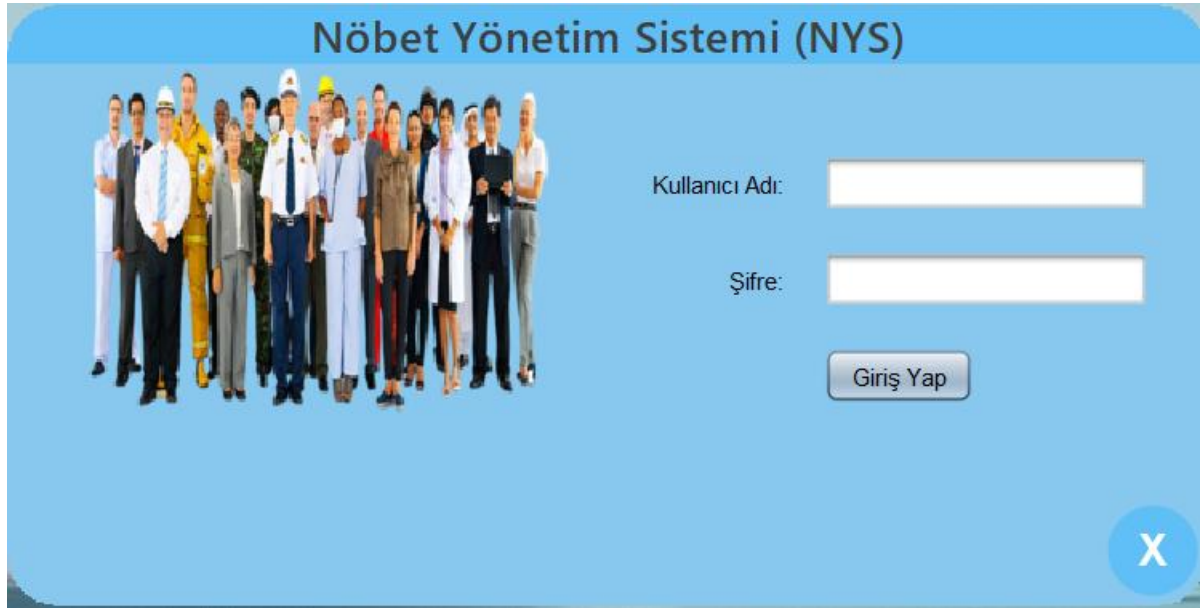 Nöbet Yönetim Sistemi (NYS)
Kullanıcı Adı:
Şifre:
Giriş Yap
X